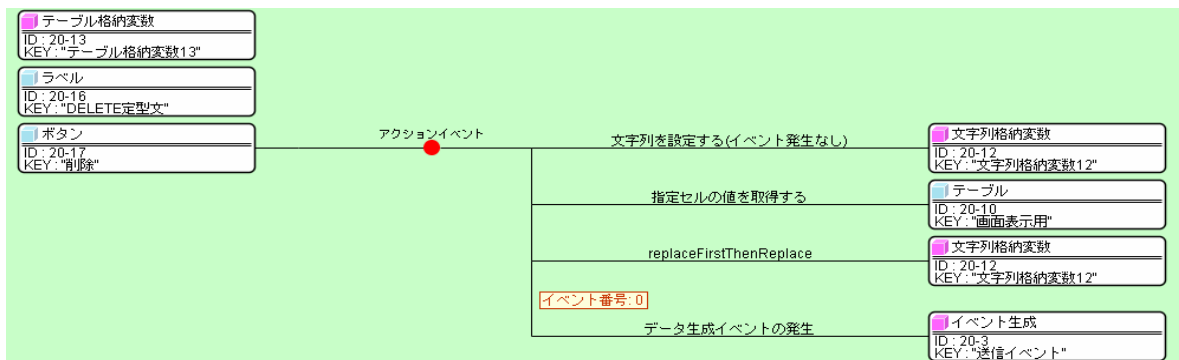 テーブル格納変数
ID : 20-13
KEY : "テーブル格納変数13"
ラベル
ID : 20-16
KEY : "DELETE定型文"
ボタン
ID : 20-17
KEY : "削除"
アクションイベント
文字列を設定する(イベント発生なし)
文字列格納変数
ID : 20-12
KEY : "文字列格納変数12"
指定セルの値を取得する
テーブル
ID : 20-10
KEY : "画面表示用"
replaceFirstThenReplace
文字列格納変数
ID : 20-12
KEY : "文字列格納変数12"
イベント番号: 0
データ生成イベントの発生
イベント生成
ID : 20-3
KEY : "送信イベント"